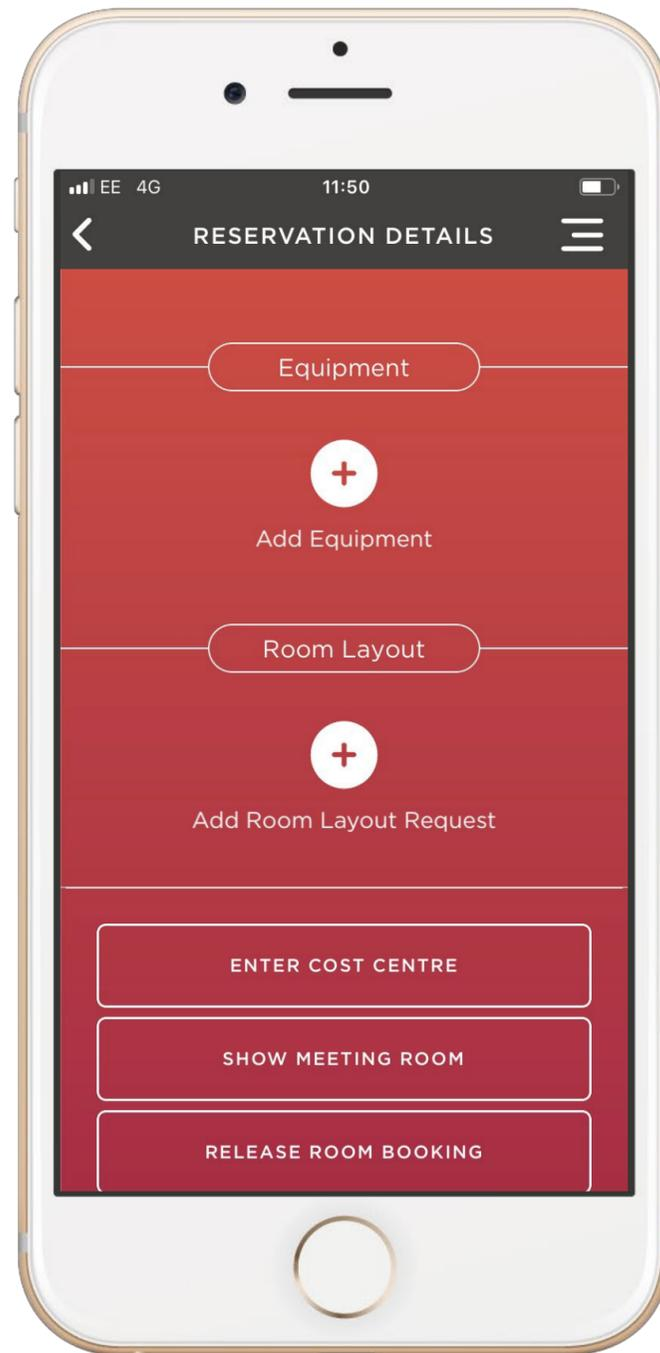 EE 4G 11:50
RESERVATION DETAILS
Equipment
+
Add Equipment
Room Layout
+
Add Room Layout Request
ENTER COST CENTRE
SHOW MEETING ROOM
RELEASE ROOM BOOKING